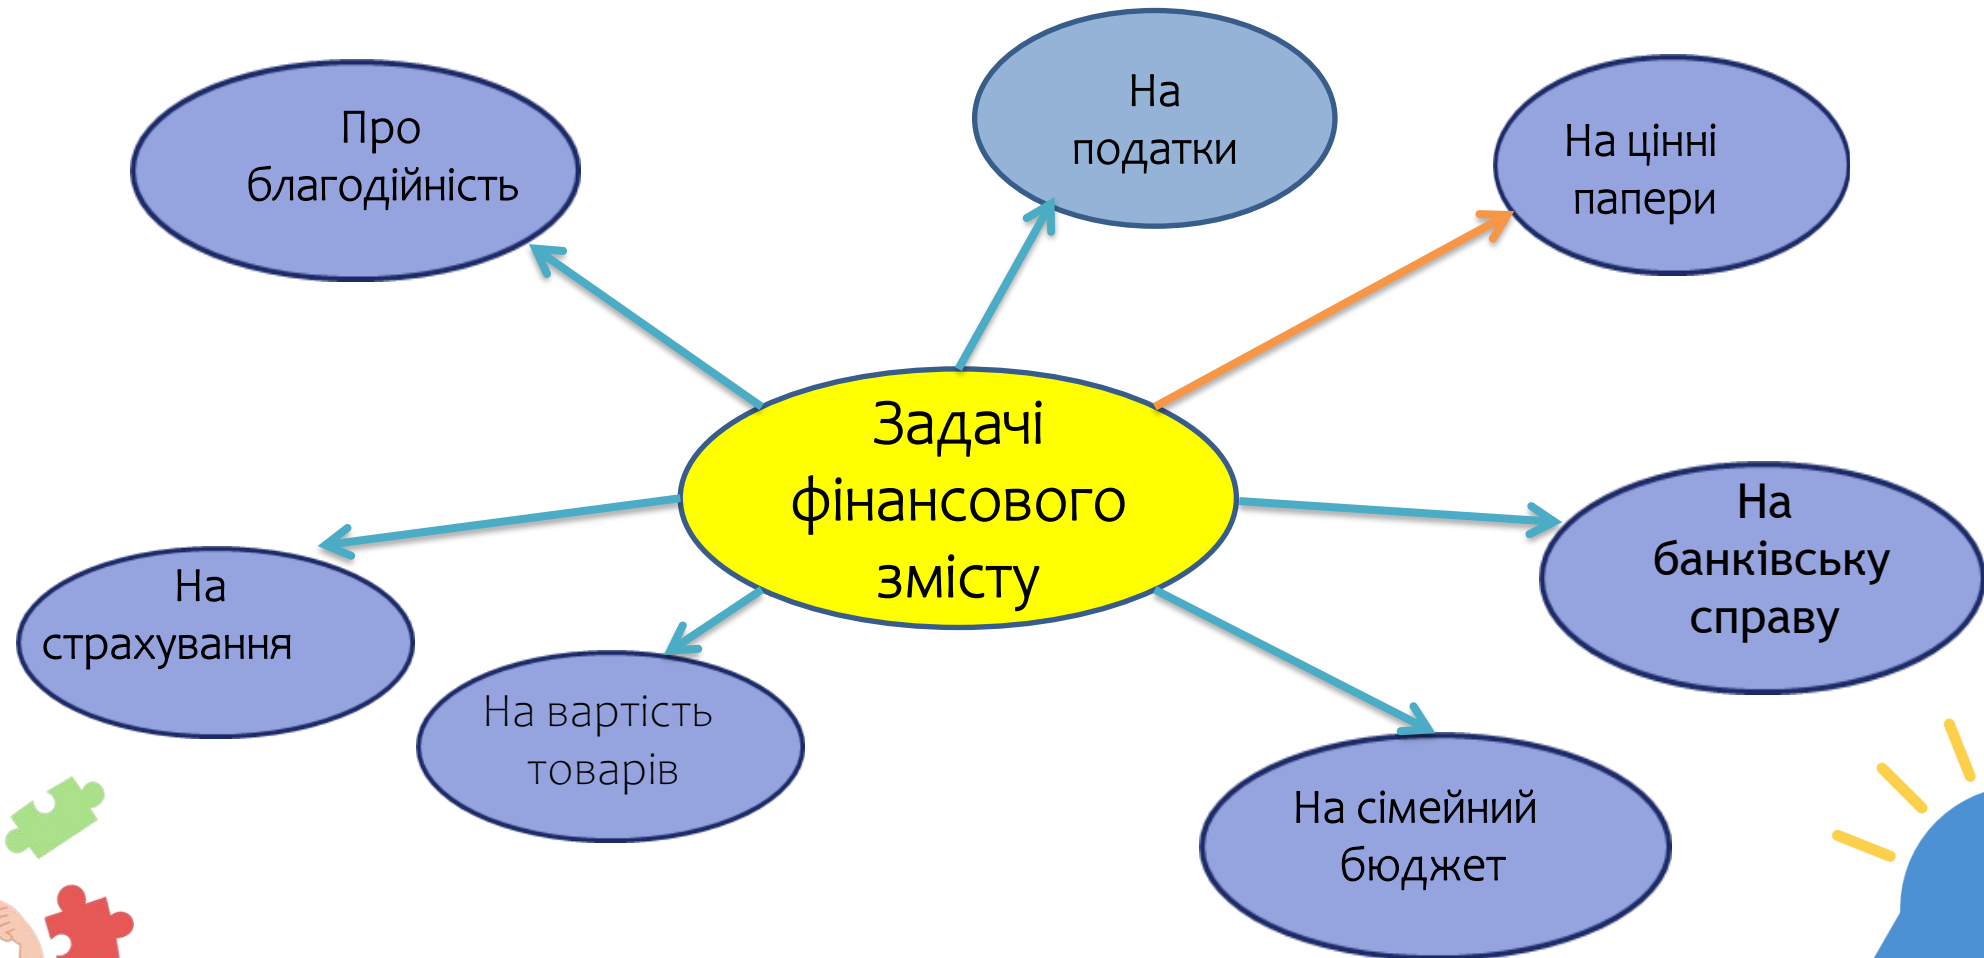 Про
благодійність
На
податки
На цінні
папери
Задачі
фінансового
змісту
На
страхування
На вартість
товарів
На
банківську
справу
На сімейний
бюджет